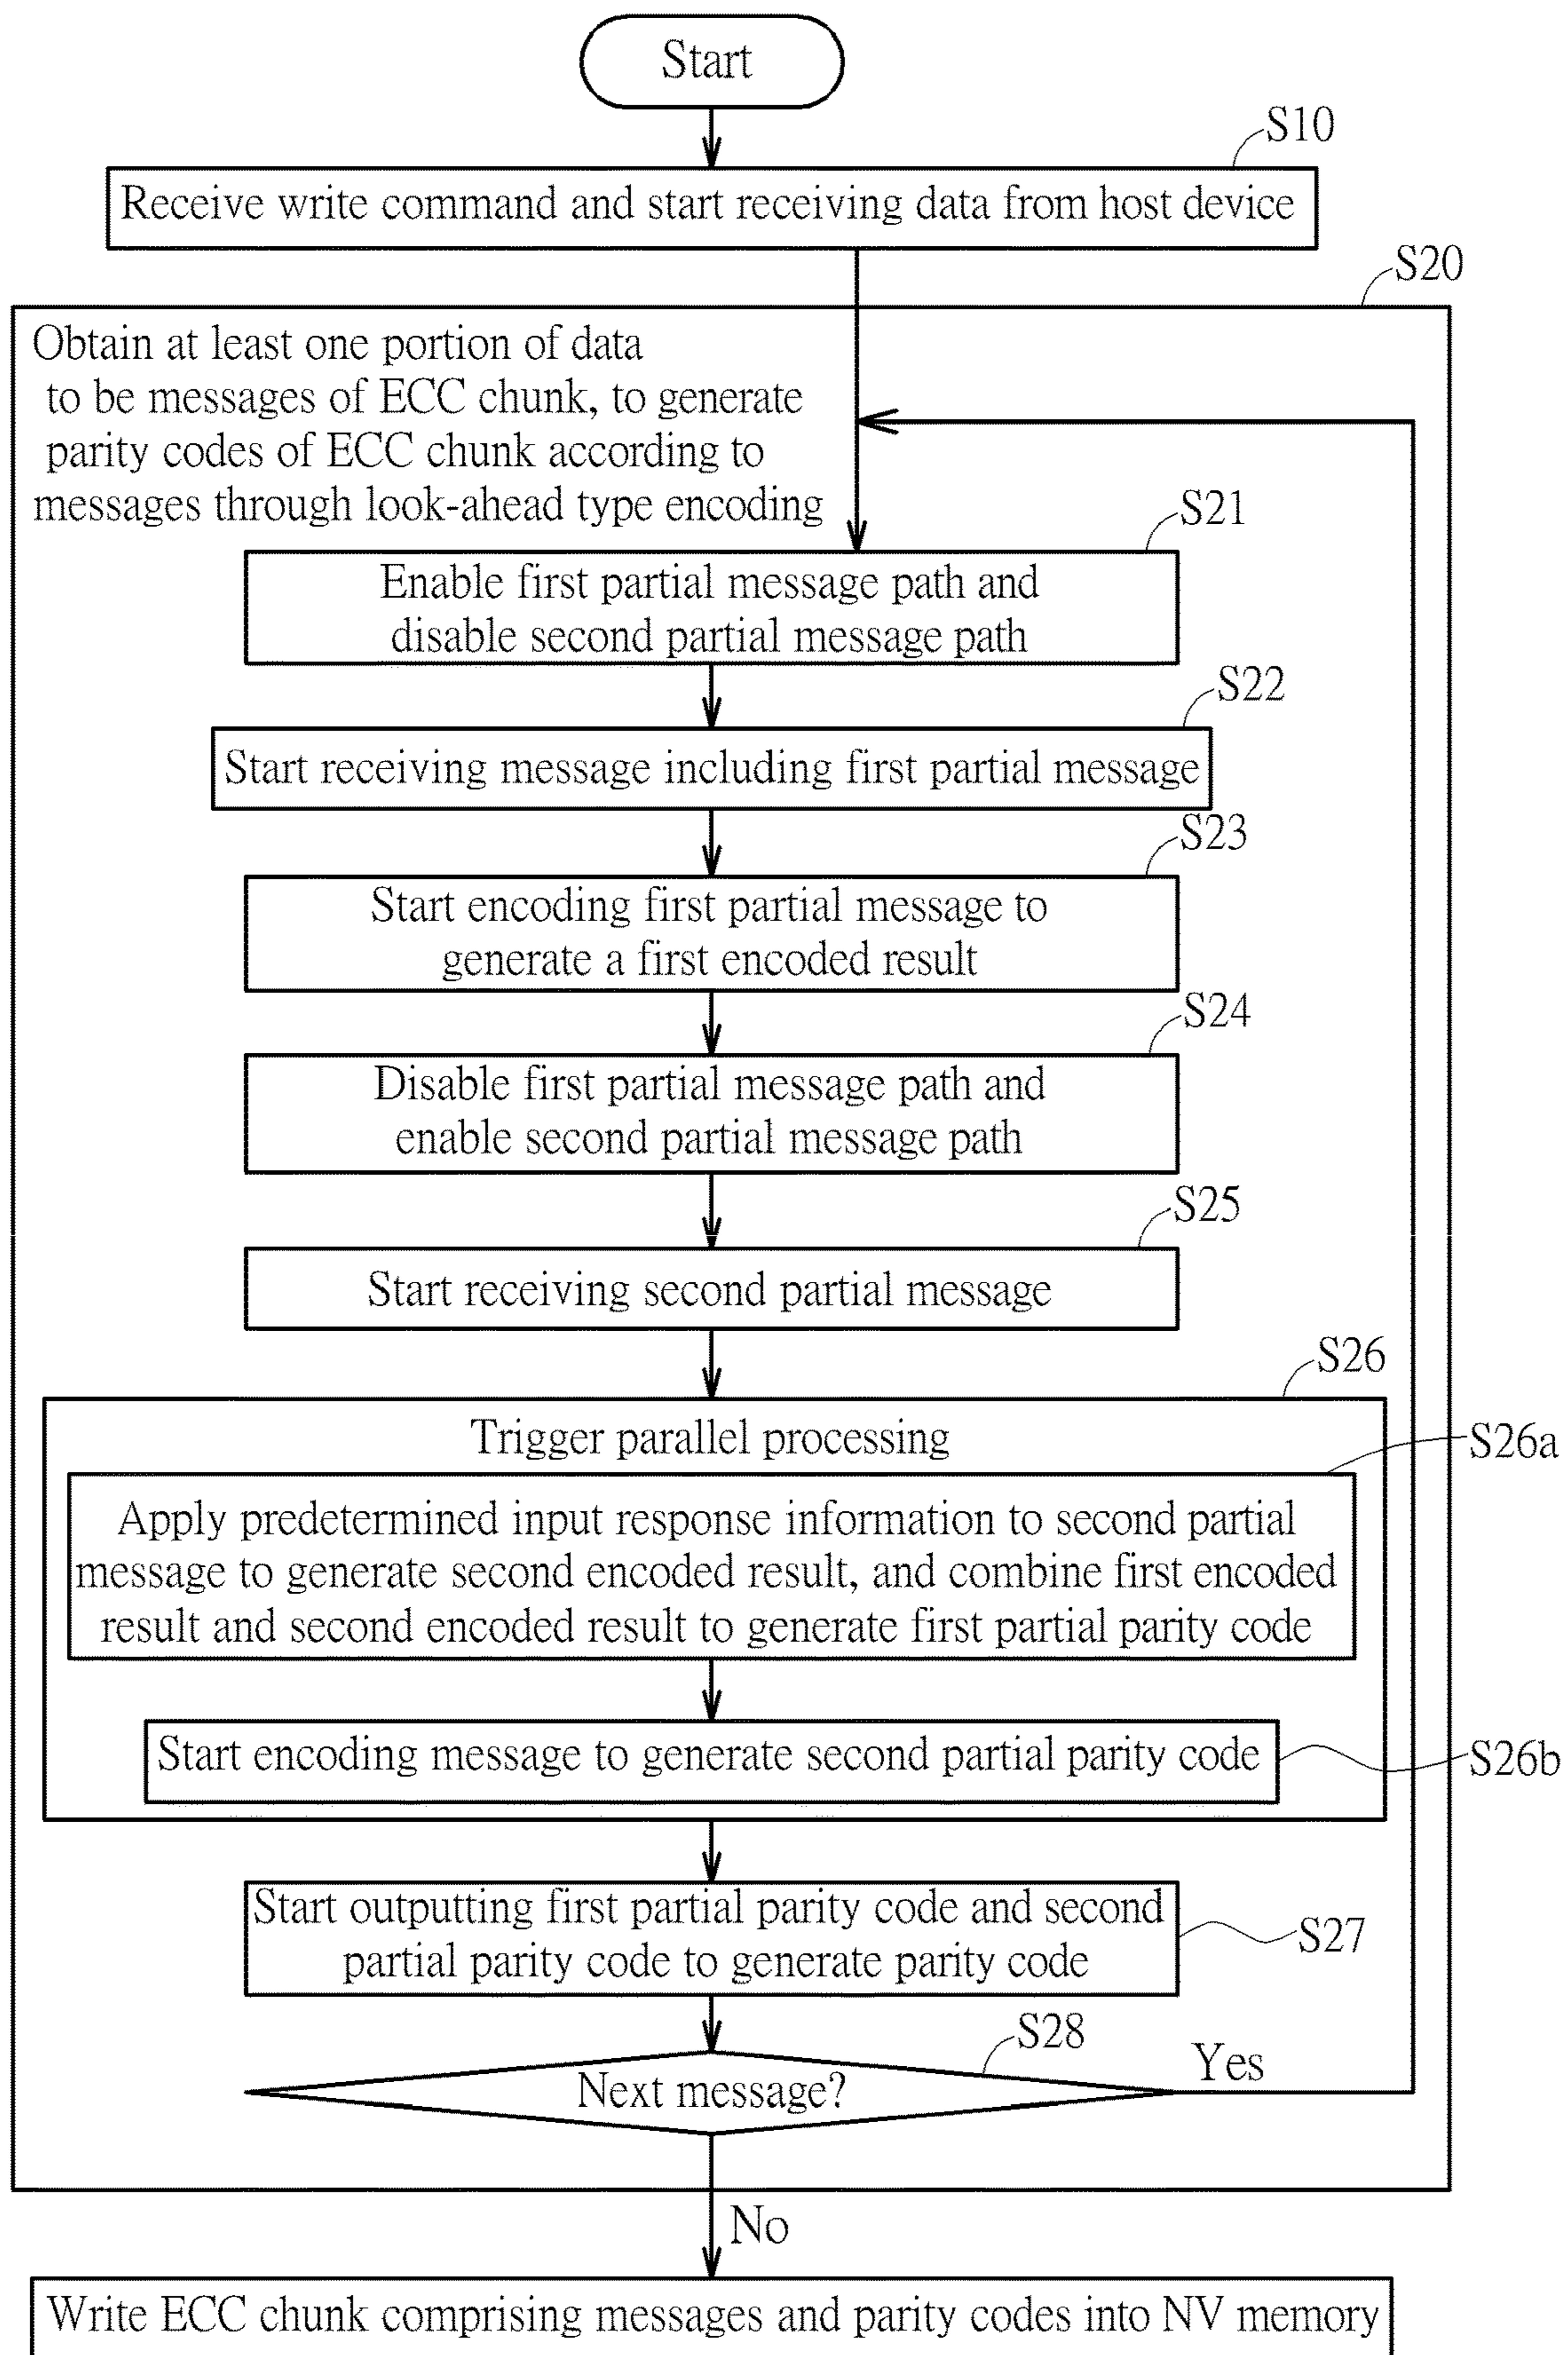 Start
S10
Receive write command and start receiving data from host device
S20
Obtain at least one portion of data
to be messages of ECC chunk, to generate
parity codes of ECC chunk according to
messages through look-ahead type encoding
S21
Enable first partial message path and
disable second partial message path
S22
Start receiving message including first partial message
S23
Start encoding first partial message to
generate a first encoded result
S24
Disable first partial message path and
enable second partial message path
S25
Start receiving second partial message
S26
Trigger parallel processing
S26a
Apply predetermined input response information to second partial
message to generate second encoded result, and combine first encoded
result and second encoded result to generate first partial parity code
Start encoding message to generate second partial parity code
S26b
Start outputting first partial parity code and second
partial parity code to generate parity code
S27
S28
Next message?
Yes
No
Write ECC chunk comprising messages and parity codes into NV memory